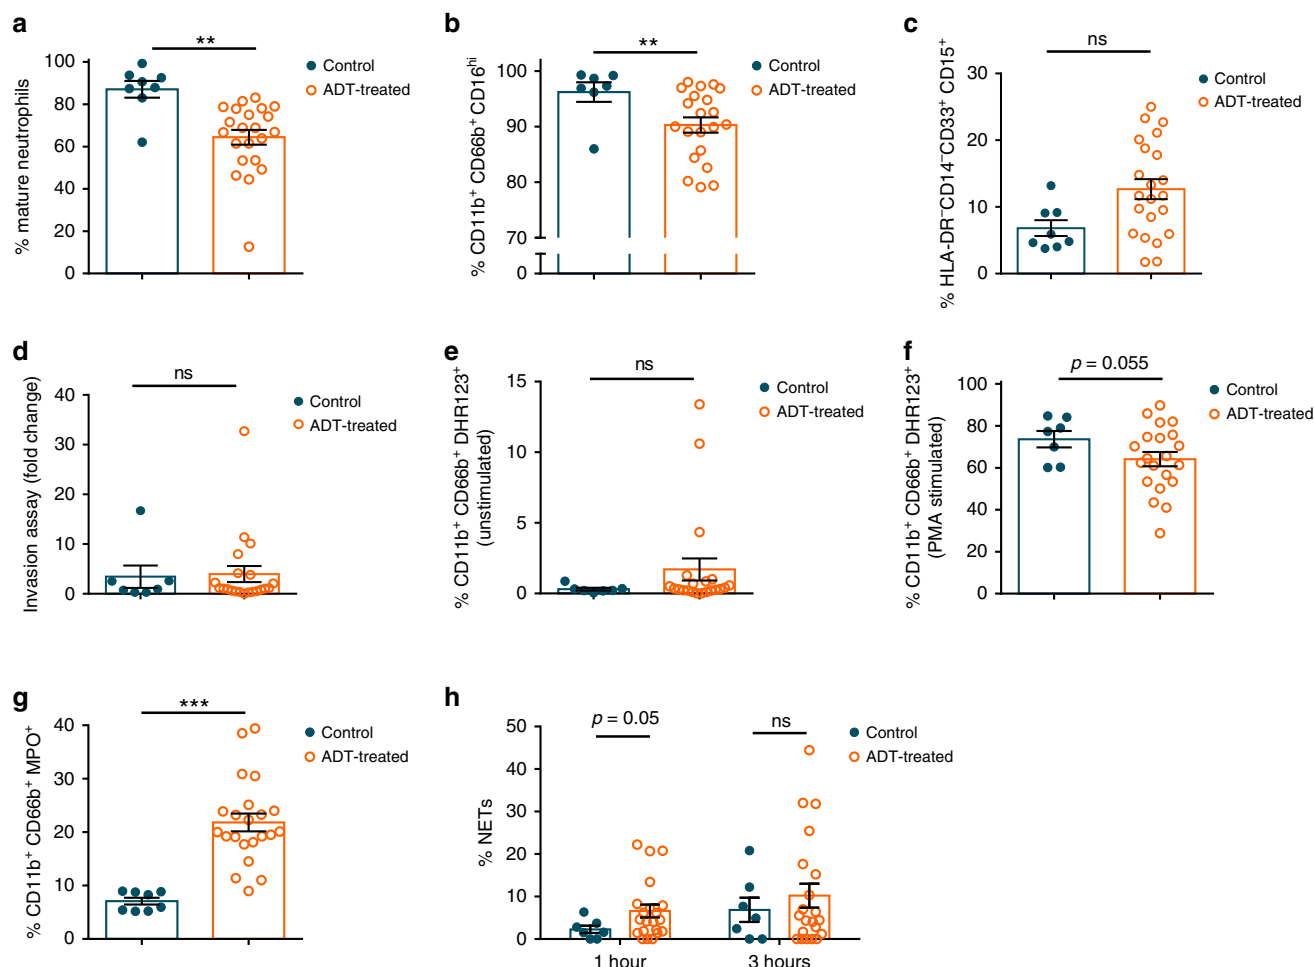 a
**
Control
ADT-treated
% mature neutrophils
100
80
60
40
20
0
b
**
Control
ADT-treated
% CD11b⁺ CD66b⁺ CD16ʰⁱ
100
90
80
70
0
c
ns
Control
ADT-treated
% HLA-DR⁻CD14⁻CD33⁺ CD15⁺
30
20
10
0
d
ns
Control
ADT-treated
Invasion assay (fold change)
40
30
20
10
0
e
ns
Control
ADT-treated
% CD11b⁺ CD66b⁺ DHR123⁺
(unstimulated)
15
10
5
0
f
p = 0.055
Control
ADT-treated
% CD11b⁺ CD66b⁺ DHR123⁺
(PMA stimulated)
100
80
60
40
20
0
g
***
Control
ADT-treated
% CD11b⁺ CD66b⁺ MPO⁺
40
30
20
10
0
h
p = 0.05
ns
Control
ADT-treated
% NETs
50
40
30
20
10
0
1 hour
3 hours